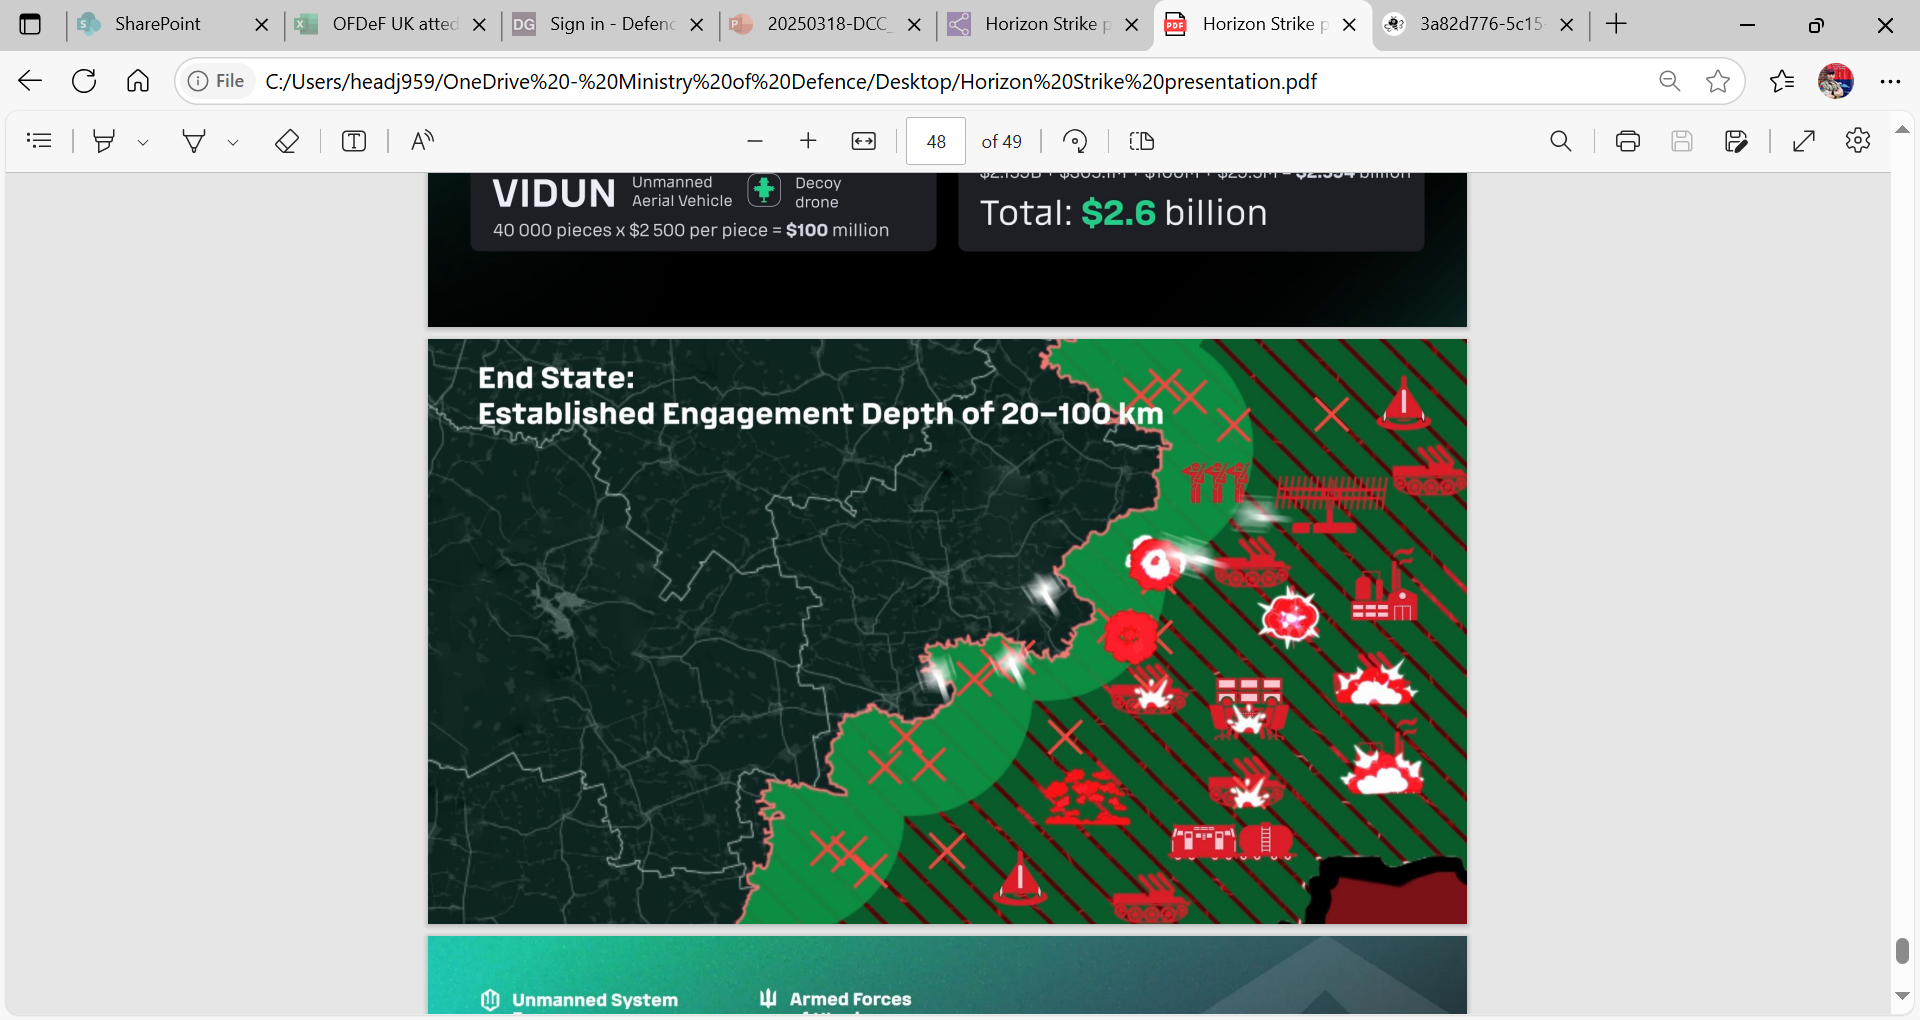 SharePoint
OFDeF UK atted
Sign in - Defenc
20250318-DCC_
Horizon Strike p
Horizon Strike p
3a82d776-5c15-
File
C:/Users/headj959/OneDrive%20-%20Ministry%20of%20Defence/Desktop/Horizon%20Strike%20presentation.pdf
48
of 49
VIDUN
Unmanned
Aerial Vehicle
Decoy
drone
40 000 pieces x $2 500 per piece = $100 million
Total: $2.6 billion
End State:
Established Engagement Depth of 20–100 km
Unmanned System
Armed Forces